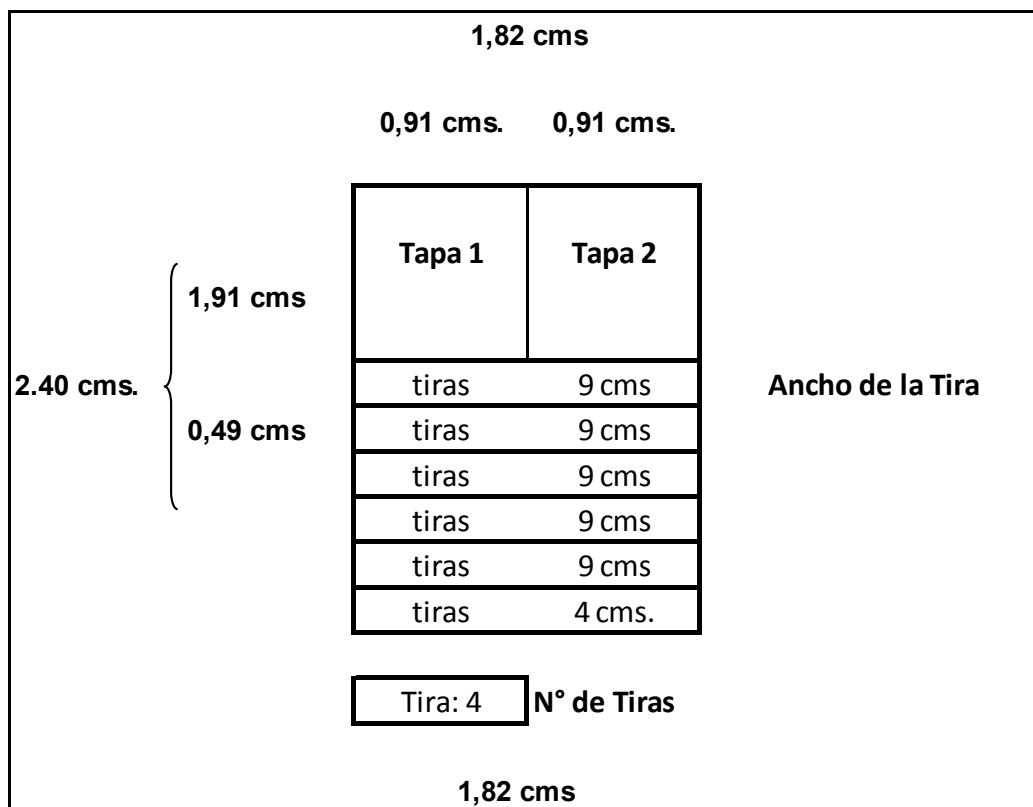 1,82 cms
0,91 cms. 0,91 cms.
Tapa 1 Tapa 2
1,91 cms
2.40 cms.
tiras 9 cms Ancho de la Tira
0,49 cms
tiras 9 cms
tiras 9 cms
tiras 9 cms
tiras 9 cms
tiras 4 cms.
Tira: 4 N° de Tiras
1,82 cms